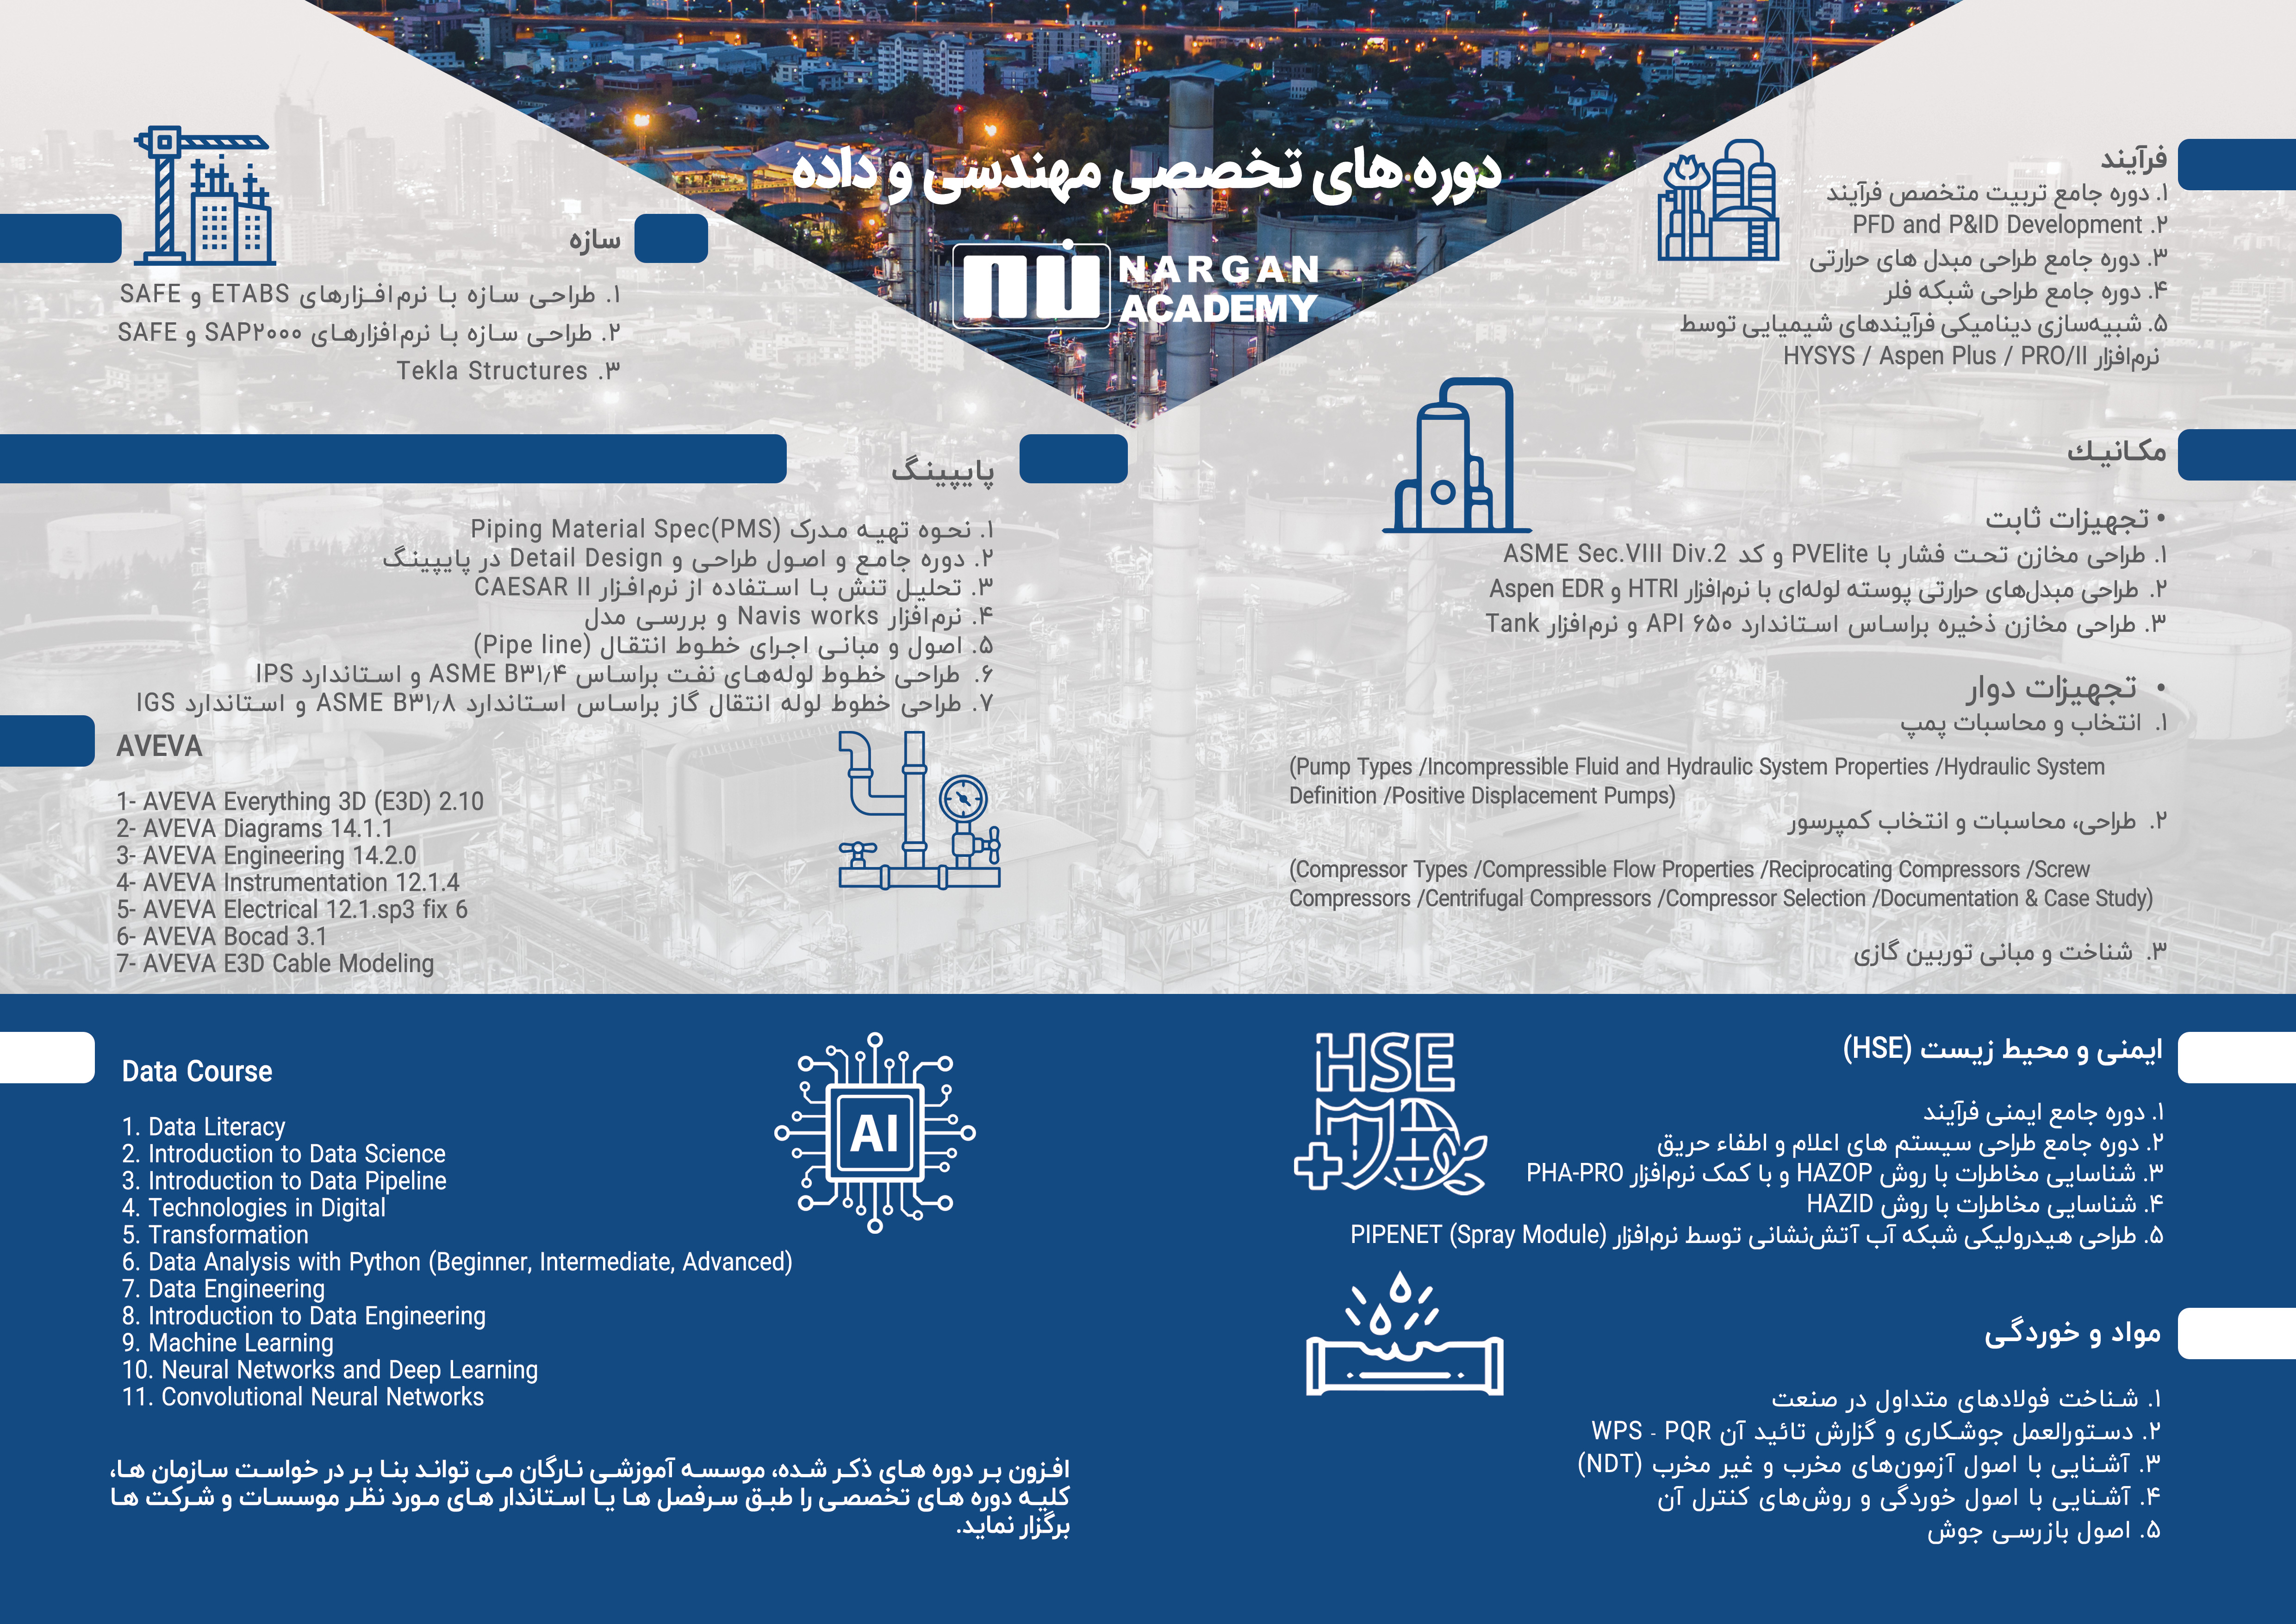 دوره های تخصصی مهندسی و داده
NARGAN
ACADEMY
فرآیند
۱. دوره جامع تربیت متخصص فرآیند
۲. PFD and P&ID Development
۳. دوره جامع طراحی مبدل های حرارتی
۴. دوره جامع طراحی شبکه فلر
۵. شبیه‌سازی دینامیکی فرآیندهای شیمیایی توسط
نرم‌افزار HYSYS / Aspen Plus / PRO/II
مکانیک
• تجهیزات ثابت
۱. طراحی مخازن تحت فشار با PVElite و کد ASME Sec.VIII Div.2
۲. طراحی مبدل‌های حرارتی پوسته لوله‌ای با نرم‌افزار HTRI و Aspen EDR
۳. طراحی مخازن ذخیره براساس استاندارد API ۶۵۰ و نرم‌افزار Tank
• تجهیزات دوار
۱. انتخاب و محاسبات پمپ
(Pump Types /Incompressible Fluid and Hydraulic System Properties /Hydraulic System
Definition /Positive Displacement Pumps)
۲. طراحی، محاسبات و انتخاب کمپرسور
(Compressor Types /Compressible Flow Properties /Reciprocating Compressors /Screw
Compressors /Centrifugal Compressors /Compressor Selection /Documentation & Case Study)
۳. شناخت و مبانی توربین گازی
سازه
۱. طراحی سازه با نرم‌افزارهای ETABS و SAFE
۲. طراحی سازه با نرم‌افزارهای SAP۲۰۰۰ و SAFE
۳. Tekla Structures
پایپینگ
۱. نحوه تهیه مدرک Piping Material Spec(PMS)
۲. دوره جامع و اصول طراحی و Detail Design در پایپینگ
۳. تحلیل تنش با استفاده از نرم‌افزار CAESAR II
۴. نرم‌افزار Navis works و بررسی مدل
۵. اصول و مبانی اجرای خطوط انتقال (Pipe line)
۶. طراحی خطوط لوله‌های نفت براساس ASME B۳۱٫۴ و استاندارد IPS
۷. طراحی خطوط لوله انتقال گاز براساس استاندارد ASME B۳۱٫۸ و استاندارد IGS
AVEVA
1- AVEVA Everything 3D (E3D) 2.10
2- AVEVA Diagrams 14.1.1
3- AVEVA Engineering 14.2.0
4- AVEVA Instrumentation 12.1.4
5- AVEVA Electrical 12.1.sp3 fix 6
6- AVEVA Bocad 3.1
7- AVEVA E3D Cable Modeling
ایمنی و محیط زیست (HSE)
HSE
۱. دوره جامع ایمنی فرآیند
۲. دوره جامع طراحی سیستم های اعلام و اطفاء حریق
۳. شناسایی مخاطرات با روش HAZOP و با کمک نرم‌افزار PHA-PRO
۴. شناسایی مخاطرات با روش HAZID
۵. طراحی هیدرولیکی شبکه آب آتش‌نشانی توسط نرم‌افزار PIPENET (Spray Module)
مواد و خوردگی
۱. شناخت فولادهای متداول در صنعت
۲. دستورالعمل جوشکاری و گزارش تائید آن WPS - PQR
۳. آشنایی با اصول آزمون‌های مخرب و غیر مخرب (NDT)
۴. آشنایی با اصول خوردگی و روش‌های کنترل آن
۵. اصول بازرسی جوش
Data Course
AI
1. Data Literacy
2. Introduction to Data Science
3. Introduction to Data Pipeline
4. Technologies in Digital
5. Transformation
6. Data Analysis with Python (Beginner, Intermediate, Advanced)
7. Data Engineering
8. Introduction to Data Engineering
9. Machine Learning
10. Neural Networks and Deep Learning
11. Convolutional Neural Networks
افزون بر دوره های ذکر شده، موسسه آموزشی نارگان می تواند بنا بر در خواست سازمان ها،
کلیه دوره های تخصصی را طبق سرفصل ها یا استاندار های مورد نظر موسسات و شرکت ها
برگزار نماید.